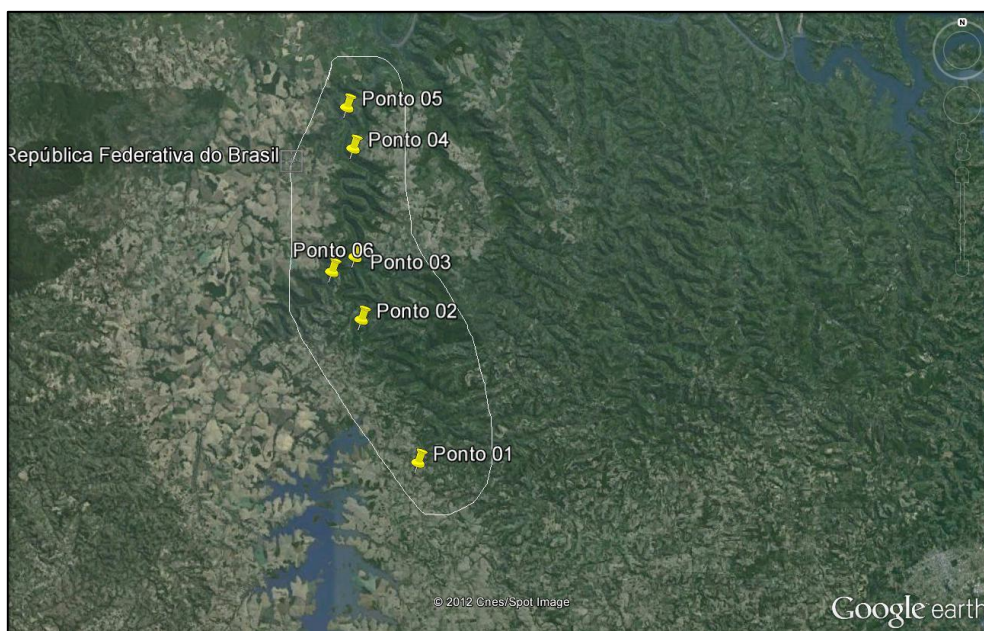 N
Ponto 05
Ponto 04
República Federativa do Brasil
Ponto 06
Ponto 03
Ponto 02
Ponto 01
© 2012 Cnes/Spot Image
Google earth